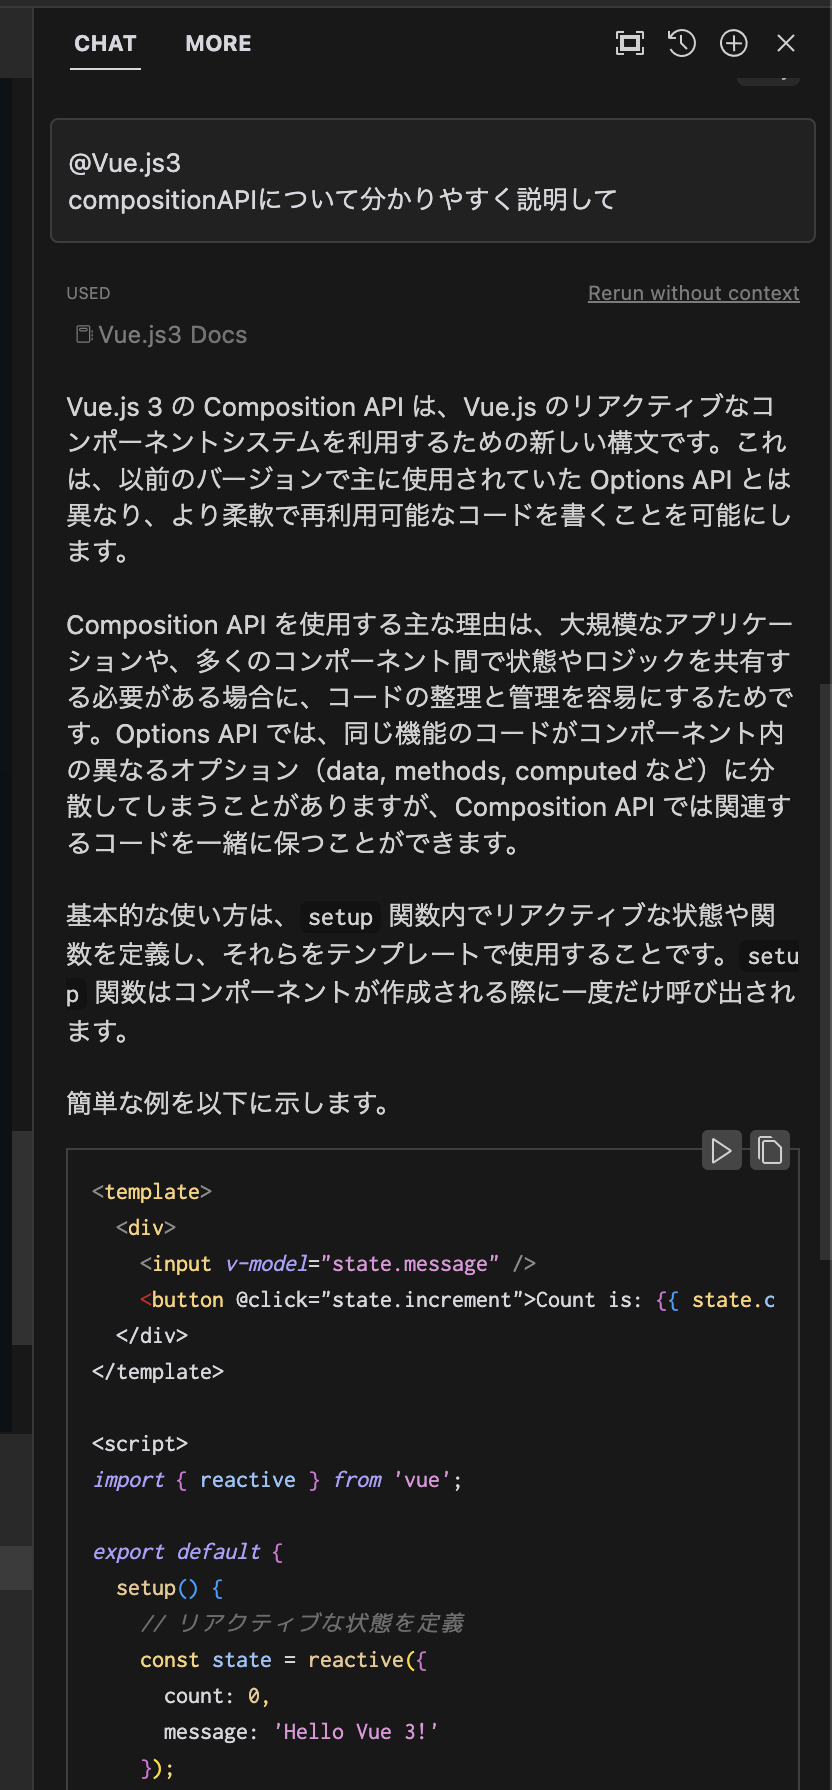 CHAT MORE
@Vue.js3
compositionAPIについて分かりやすく説明して
USED Rerun without context
Vue.js3 Docs
Vue.js 3 の Composition API は、Vue.js のリアクティブなコ
ンポーネントシステムを利用するための新しい構文です。これ
は、以前のバージョンで主に使用されていた Options API とは
異なり、より柔軟で再利用可能なコードを書くことを可能にし
ます。
Composition API を使用する主な理由は、大規模なアプリケー
ションや、多くのコンポーネント間で状態やロジックを共有す
る必要がある場合に、コードの整理と管理を容易にするためで
す。Options API では、同じ機能のコードがコンポーネント内
の異なるオプション（data, methods, computed など）に分
散してしまうことがありますが、Composition API では関連す
るコードを一緒に保つことができます。
基本的な使い方は、 setup 関数内でリアクティブな状態や関
数を定義し、それらをテンプレートで使用することです。 setu
p 関数はコンポーネントが作成される際に一度だけ呼び出され
ます。
簡単な例を以下に示します。
<template>
  <div>
    <input v-model="state.message" />
    <button @click="state.increment">Count is: {{ state.c
  </div>
</template>
<script>
import { reactive } from 'vue';
export default {
  setup() {
    // リアクティブな状態を定義
    const state = reactive({
      count: 0,
      message: 'Hello Vue 3!'
    });